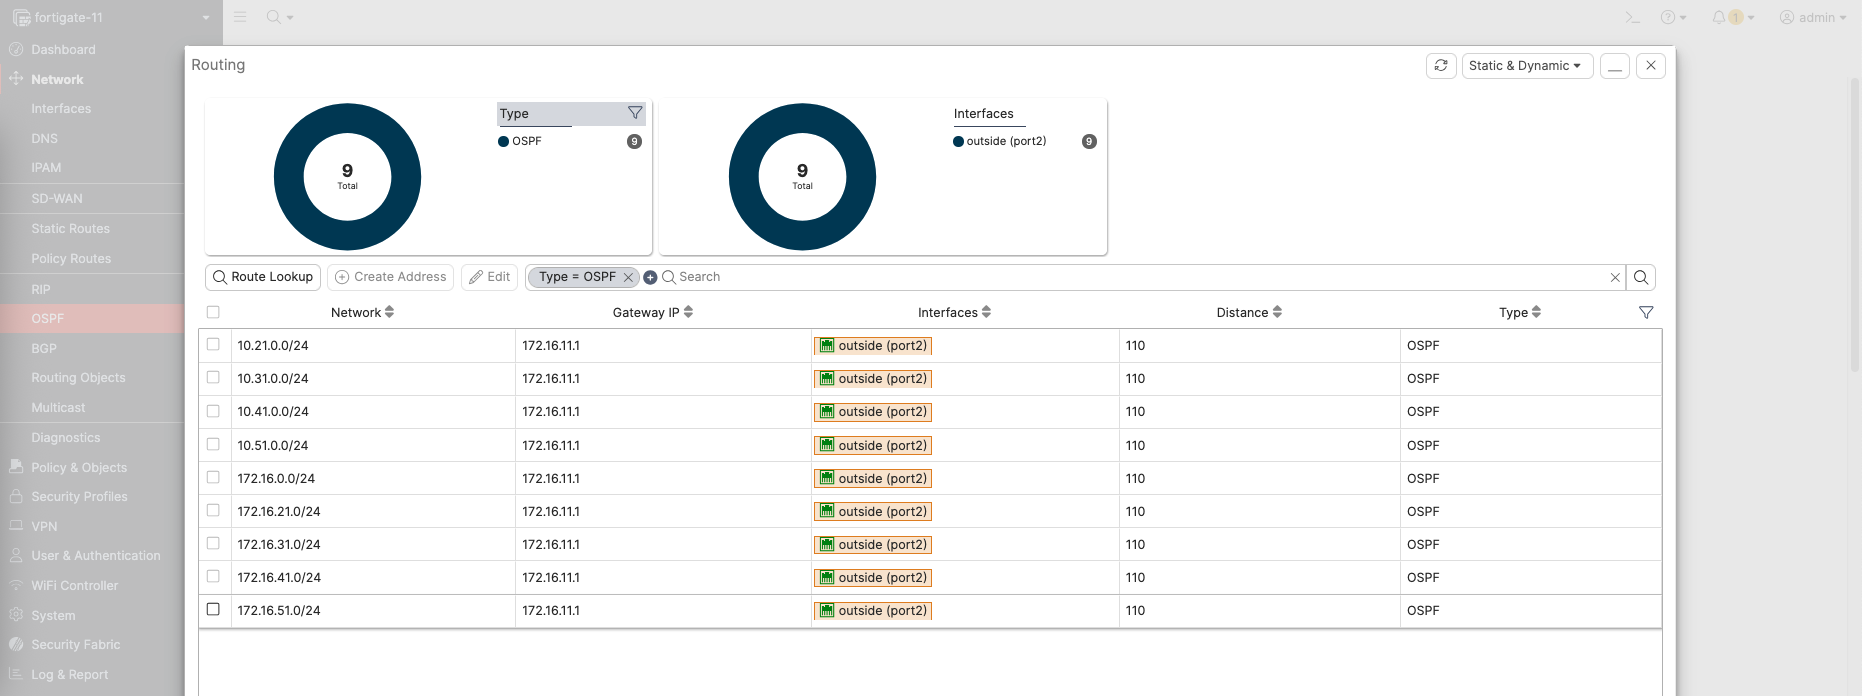 fortigate-11
1
admin
Dashboard
Network
Interfaces
DNS
IPAM
SD-WAN
Static Routes
Policy Routes
RIP
OSPF
BGP
Routing Objects
Multicast
Diagnostics
Policy & Objects
Security Profiles
VPN
User & Authentication
WiFi Controller
System
Security Fabric
Log & Report
Routing
Static & Dynamic
9
Total
Type
OSPF 9
9
Total
Interfaces
outside (port2) 9
Route Lookup Create Address Edit Type = OSPF Search
Network Gateway IP Interfaces Distance Type
10.21.0.0/24 172.16.11.1 outside (port2) 110 OSPF
10.31.0.0/24 172.16.11.1 outside (port2) 110 OSPF
10.41.0.0/24 172.16.11.1 outside (port2) 110 OSPF
10.51.0.0/24 172.16.11.1 outside (port2) 110 OSPF
172.16.0.0/24 172.16.11.1 outside (port2) 110 OSPF
172.16.21.0/24 172.16.11.1 outside (port2) 110 OSPF
172.16.31.0/24 172.16.11.1 outside (port2) 110 OSPF
172.16.41.0/24 172.16.11.1 outside (port2) 110 OSPF
172.16.51.0/24 172.16.11.1 outside (port2) 110 OSPF